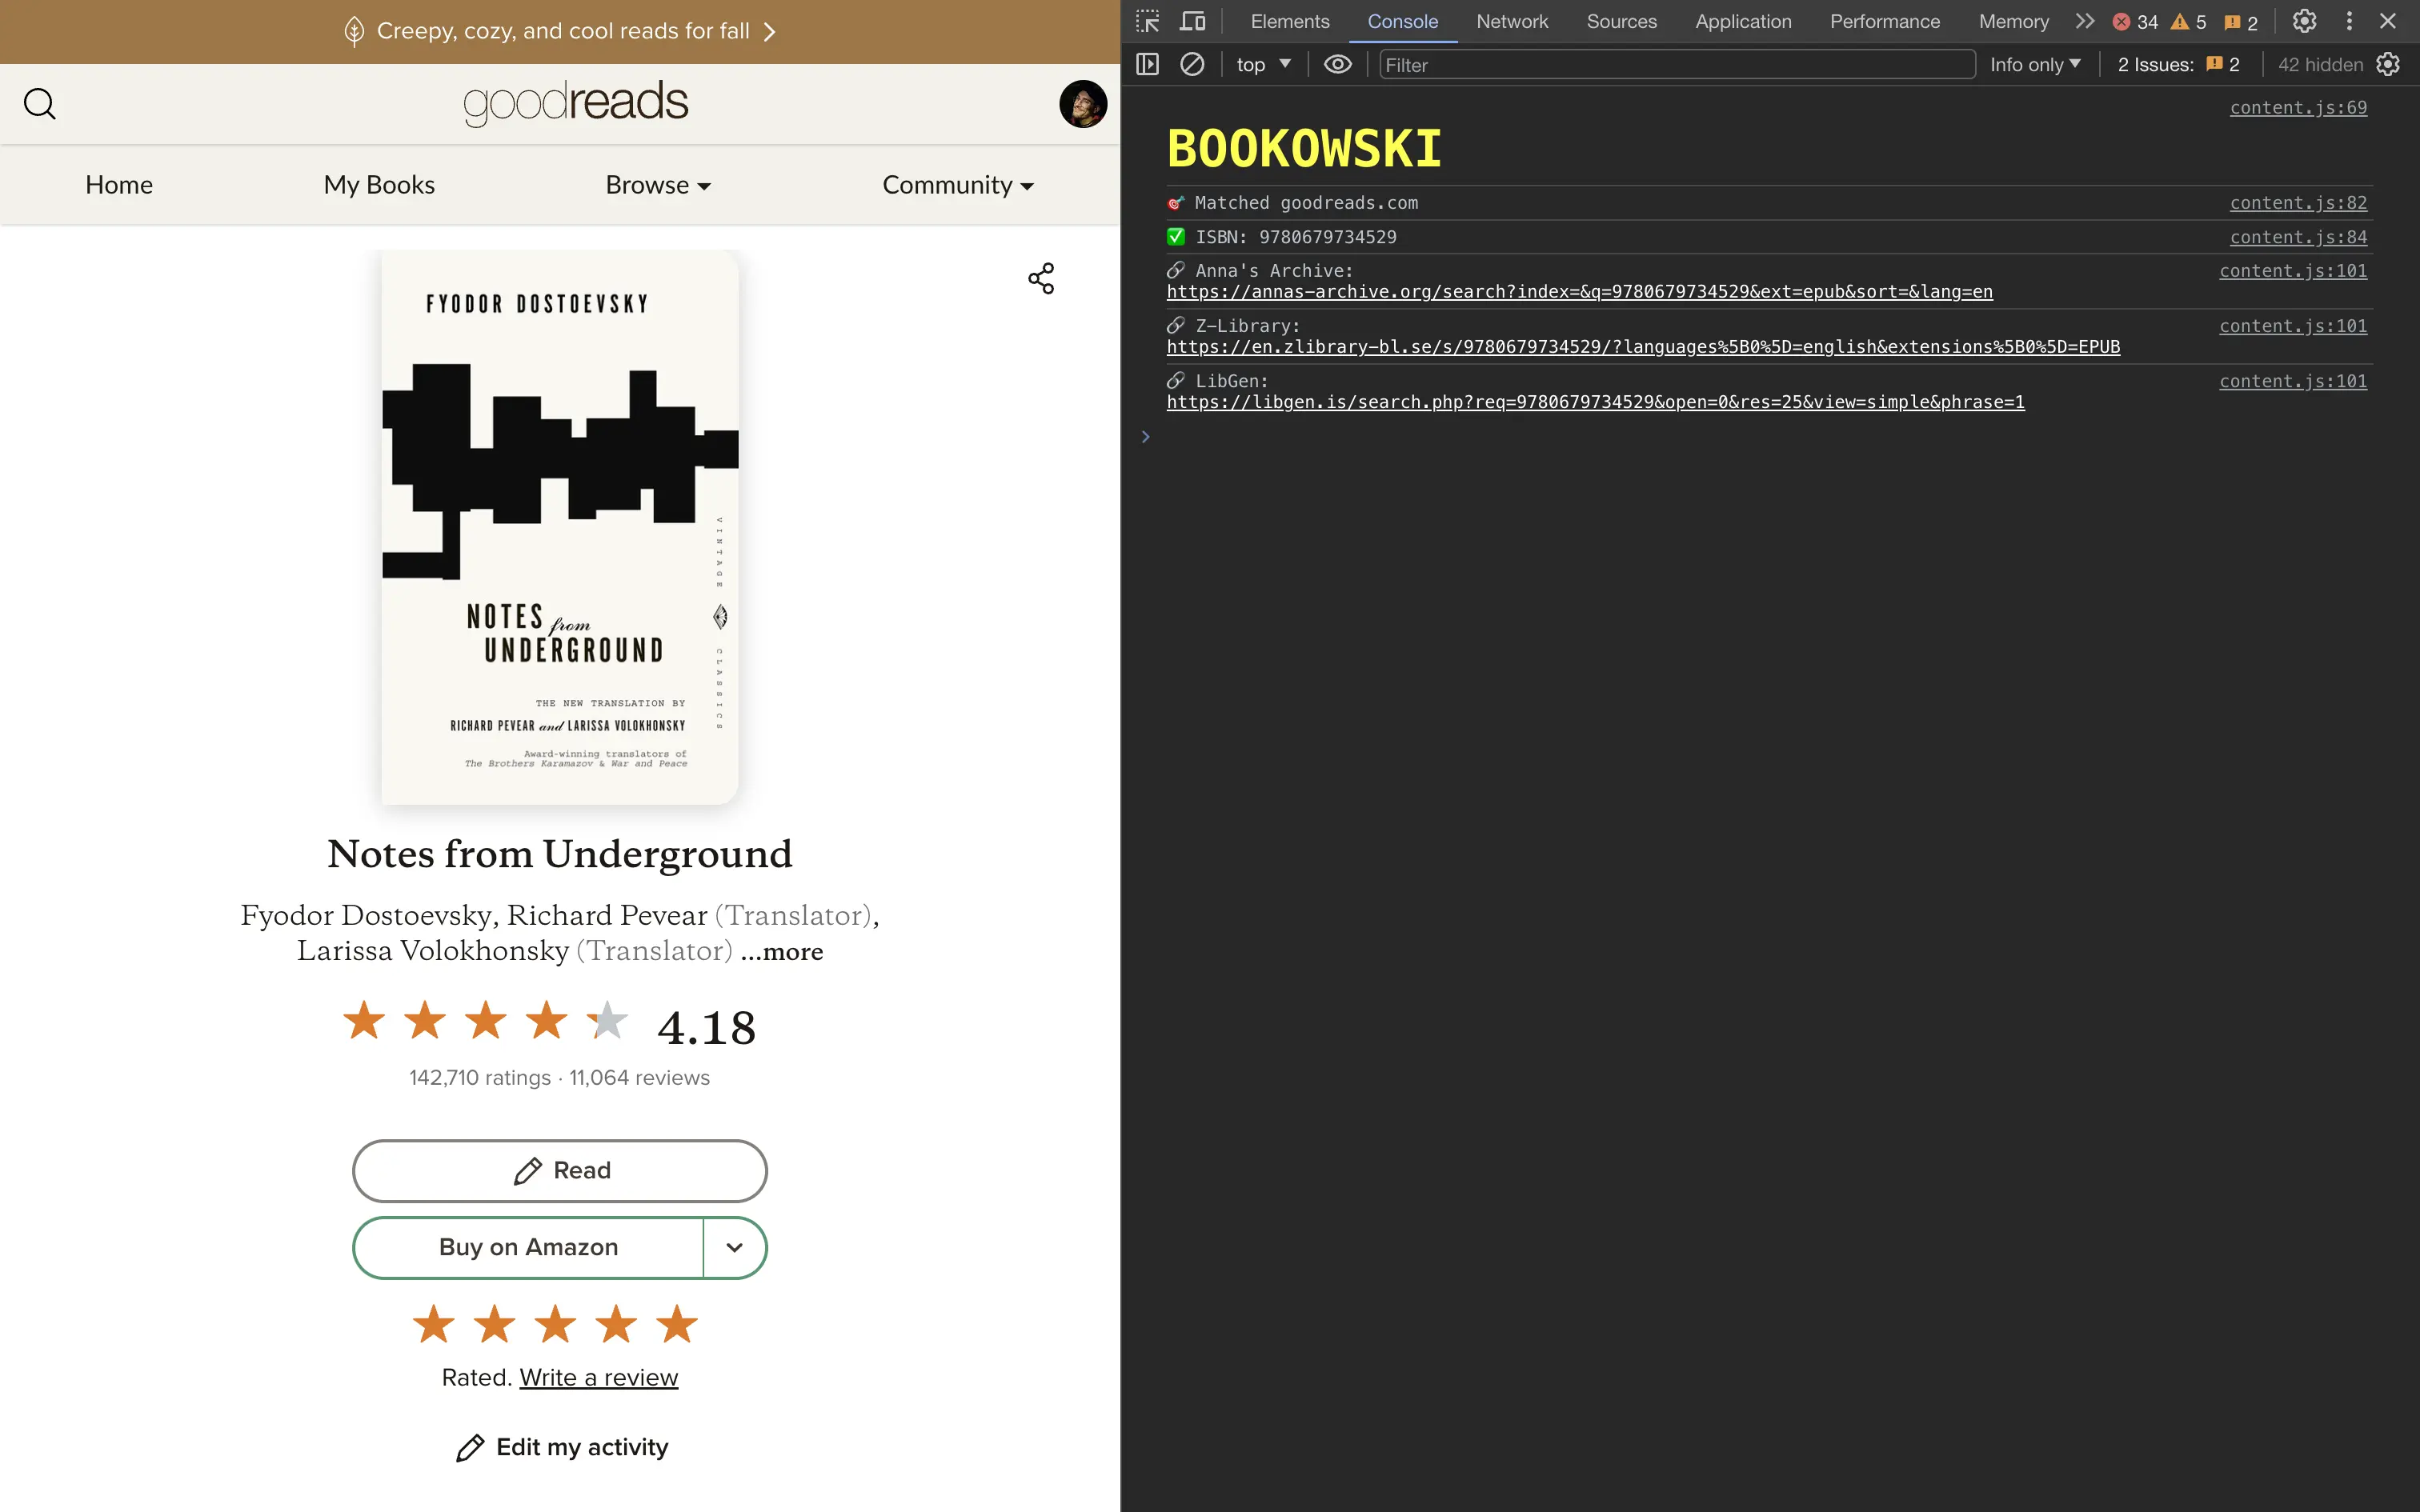 Creepy, cozy, and cool reads for fall
goodreads
Home
My Books
Browse
Community
FYODOR DOSTOEVSKY
VINTAGE CLASSICS
NOTES from
UNDERGROUND
THE NEW TRANSLATION BY
RICHARD PEVEAR and LARISSA VOLOKHONSKY
Award-winning translators of
The Brothers Karamazov & War and Peace
Notes from Underground
Fyodor Dostoevsky, Richard Pevear (Translator),
Larissa Volokhonsky (Translator) ...more
4.18
142,710 ratings · 11,064 reviews
Read
Buy on Amazon
Rated. Write a review
Edit my activity
Elements
Console
Network
Sources
Application
Performance
Memory
34
5
2
top
Filter
Info only
2 Issues:
2
42 hidden
content.js:69
BOOKOWSKI
🎯 Matched goodreads.com content.js:82
✅ ISBN: 9780679734529 content.js:84
🔗 Anna's Archive: content.js:101
https://annas-archive.org/search?index=&q=9780679734529&ext=epub&sort=&lang=en
🔗 Z-Library: content.js:101
https://en.zlibrary-bl.se/s/9780679734529/?languages%5B0%5D=english&extensions%5B0%5D=EPUB
🔗 LibGen: content.js:101
https://libgen.is/search.php?req=9780679734529&open=0&res=25&view=simple&phrase=1